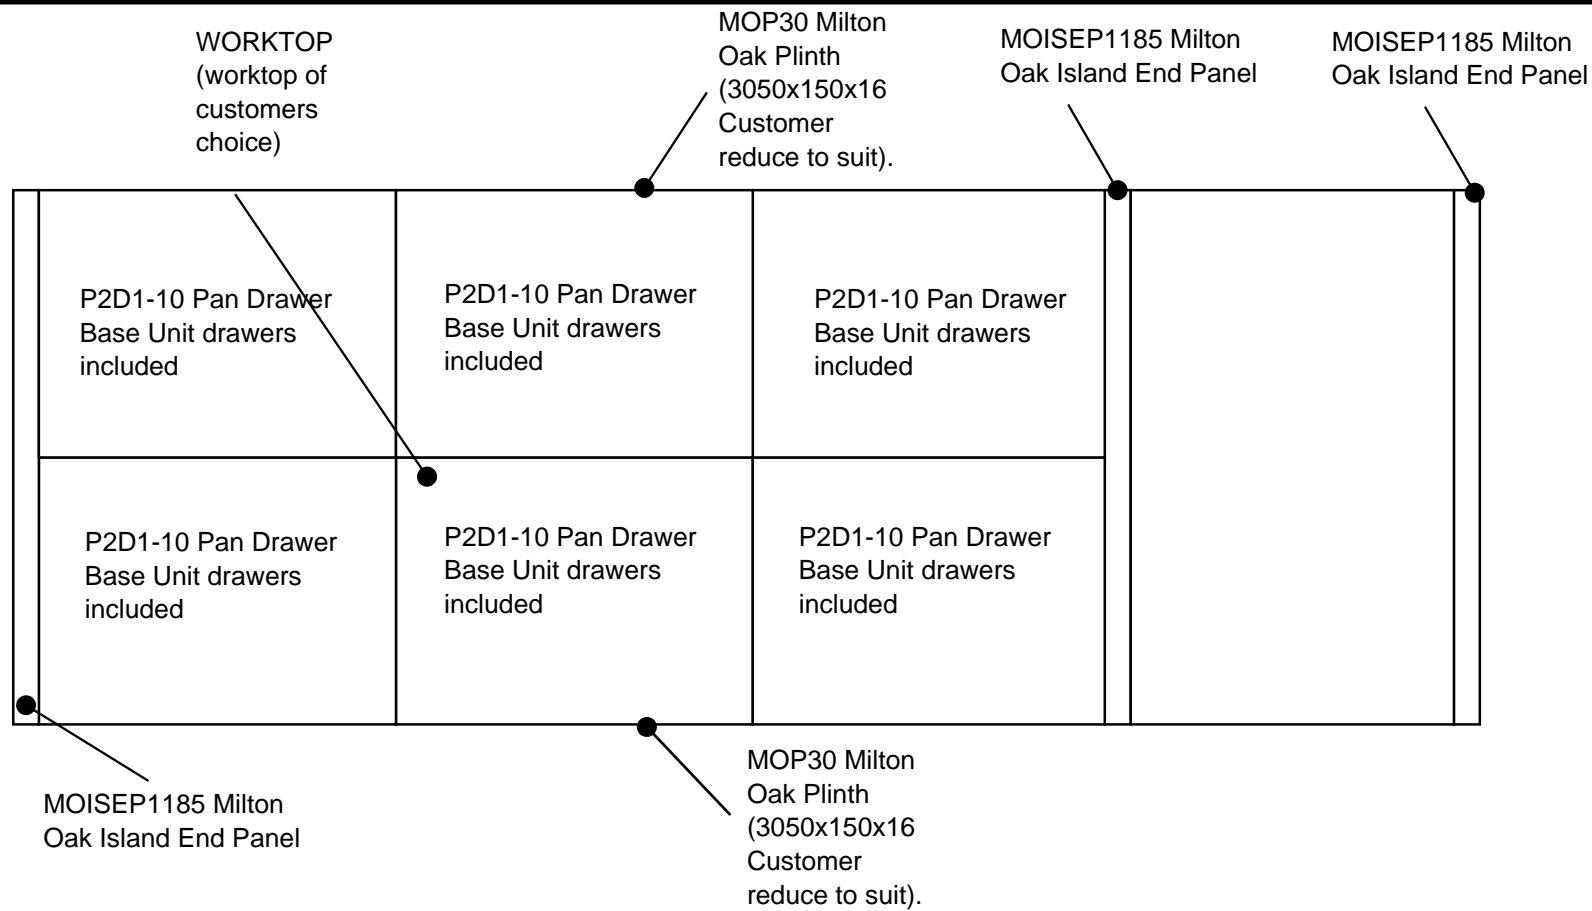 WORKTOP
(worktop of
customers
choice)
MOP30 Milton
Oak Plinth
(3050x150x16
Customer
reduce to suit).
MOISEP1185 Milton
Oak Island End Panel
MOISEP1185 Milton
Oak Island End Panel
P2D1-10 Pan Drawer
Base Unit drawers
included
P2D1-10 Pan Drawer
Base Unit drawers
included
P2D1-10 Pan Drawer
Base Unit drawers
included
P2D1-10 Pan Drawer
Base Unit drawers
included
P2D1-10 Pan Drawer
Base Unit drawers
included
P2D1-10 Pan Drawer
Base Unit drawers
included
MOISEP1185 Milton
Oak Island End Panel
MOP30 Milton
Oak Plinth
(3050x150x16
Customer
reduce to suit).